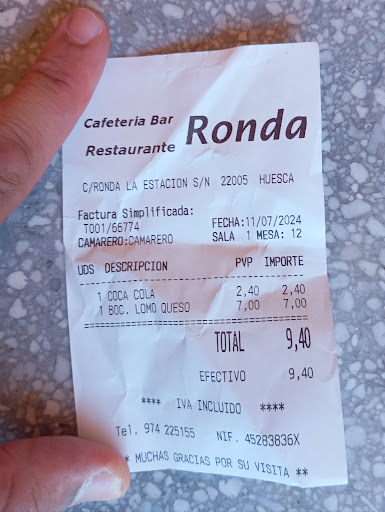 Cafeteria Bar
Restaurante
Ronda
C/RONDA LA ESTACION S/N 22005 HUESCA
Factura Simplificada:
T001/66774 FECHA:11/07/2024
CAMARERO:CAMARERO SALA 1 MESA: 12
UDS DESCRIPCION PVP IMPORTE
1 COCA COLA 2,40 2,40
1 BOC. LOMO QUESO 7,00 7,00
TOTAL 9,40
EFECTIVO 9,40
**** IVA INCLUIDO ****
Tel. 974 225155 NIF. 45283836X
* MUCHAS GRACIAS POR SU VISITA **